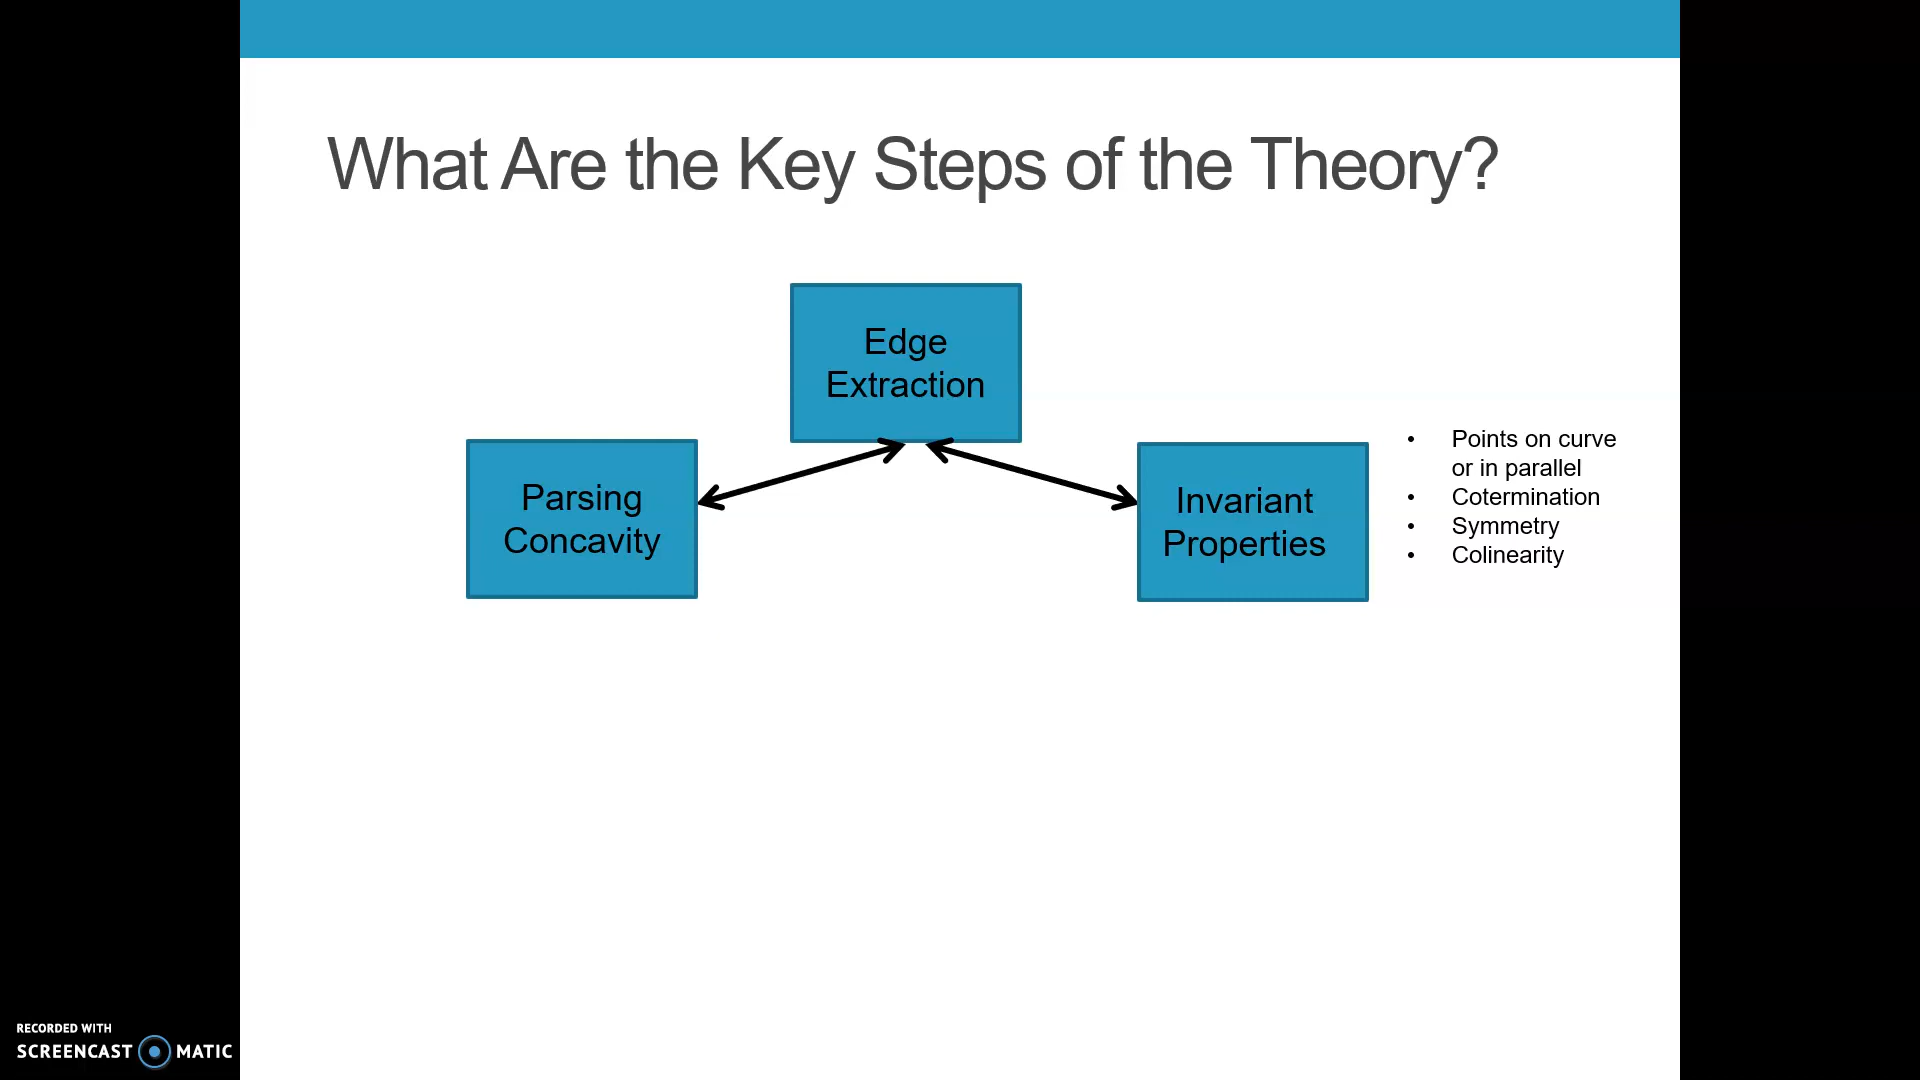 What Are the Key Steps of the Theory?
Edge
Extraction
Parsing
Concavity
Invariant
Properties
• Points on curve
or in parallel
• Cotermination
• Symmetry
• Colinearity
RECORDED WITH
SCREENCAST MATIC